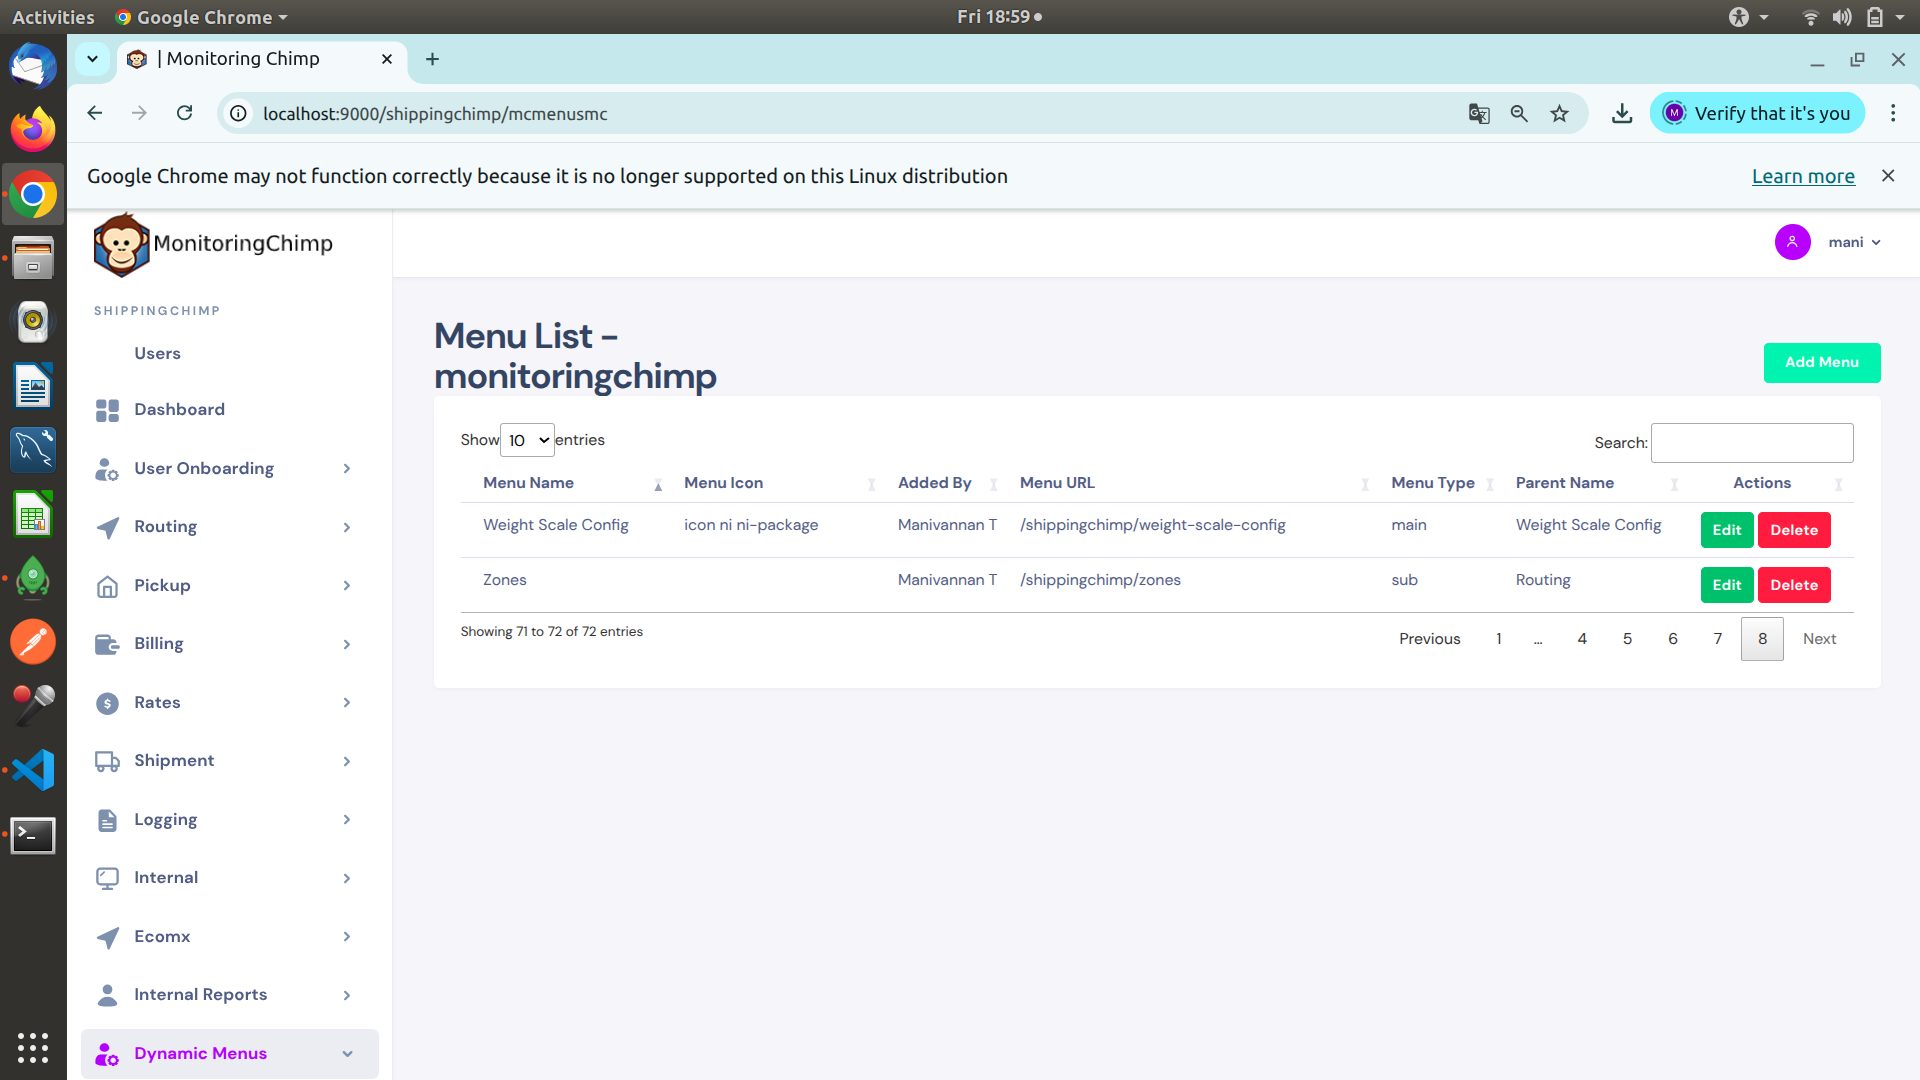 Activities
Google Chrome
Fri 18:59
| Monitoring Chimp
localhost:9000/shippingchimp/mcmenusmc
M
Verify that it's you
Google Chrome may not function correctly because it is no longer supported on this Linux distribution
Learn more
MonitoringChimp
mani
SHIPPINGCHIMP
Users
Dashboard
User Onboarding
Routing
Pickup
Billing
Rates
Shipment
Logging
Internal
Ecomx
Internal Reports
Dynamic Menus
Menu List -
monitoringchimp
Add Menu
Show 10 entries
Search:
Menu Name Menu Icon Added By Menu URL Menu Type Parent Name Actions
Weight Scale Config icon ni ni-package Manivannan T /shippingchimp/weight-scale-config main Weight Scale Config Edit Delete
Zones Manivannan T /shippingchimp/zones sub Routing Edit Delete
Showing 71 to 72 of 72 entries
Previous 1 … 4 5 6 7 8 Next